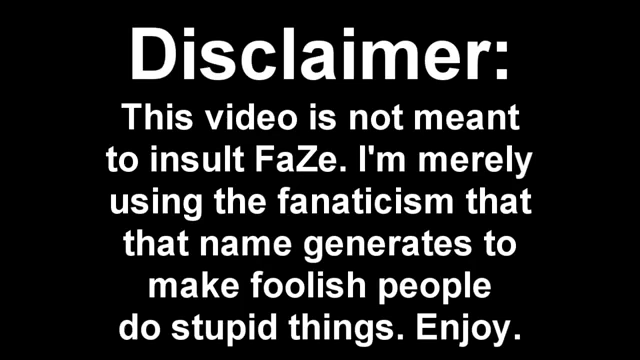 Disclaimer:
This video is not meant
to insult FaZe. I'm merely
using the fanaticism that
that name generates to
make foolish people
do stupid things. Enjoy.